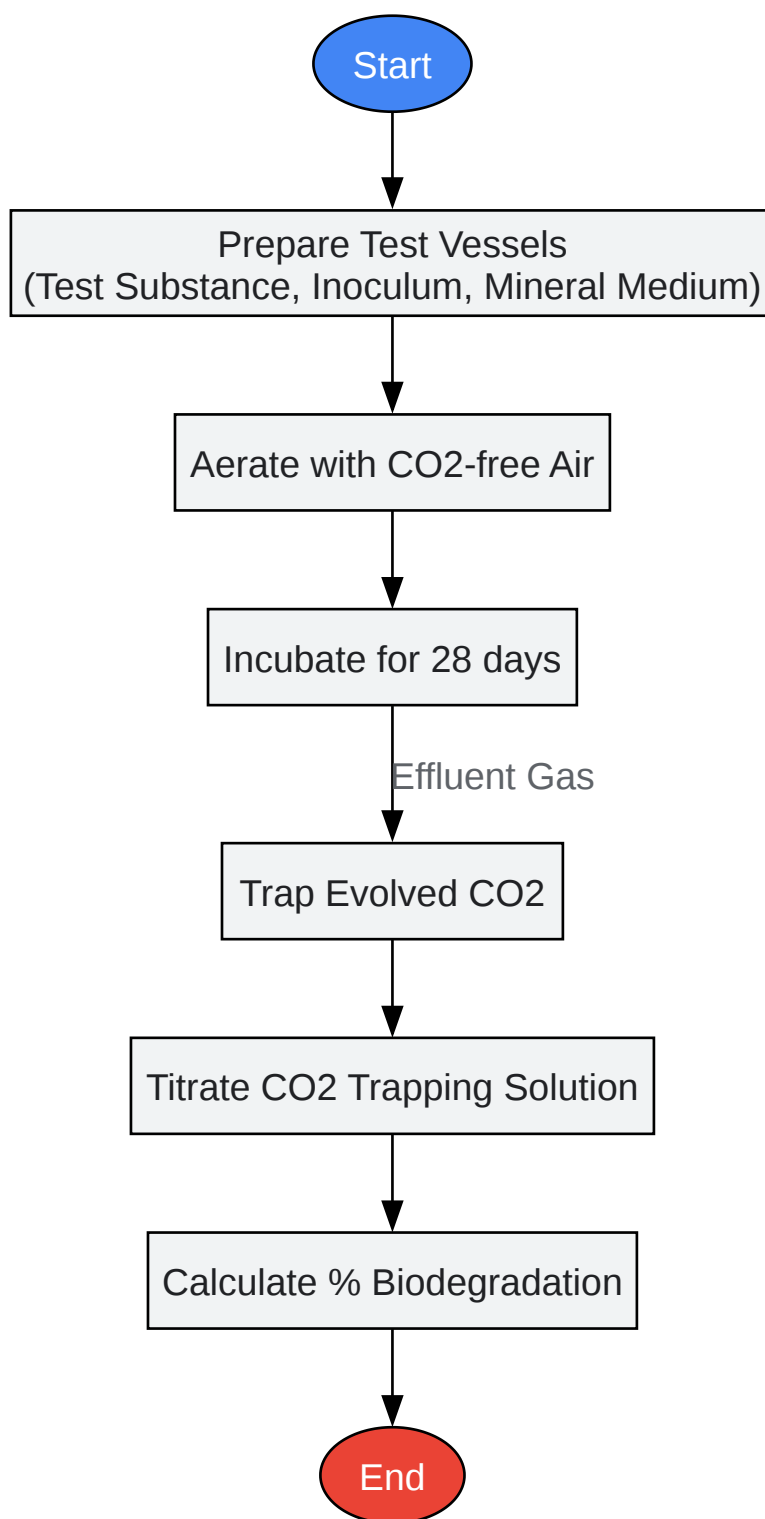 Start
Prepare Test Vessels
(Test Substance, Inoculum, Mineral Medium)
Aerate with CO2-free Air
Incubate for 28 days
Effluent Gas
Trap Evolved CO2
Titrate CO2 Trapping Solution
Calculate % Biodegradation
End